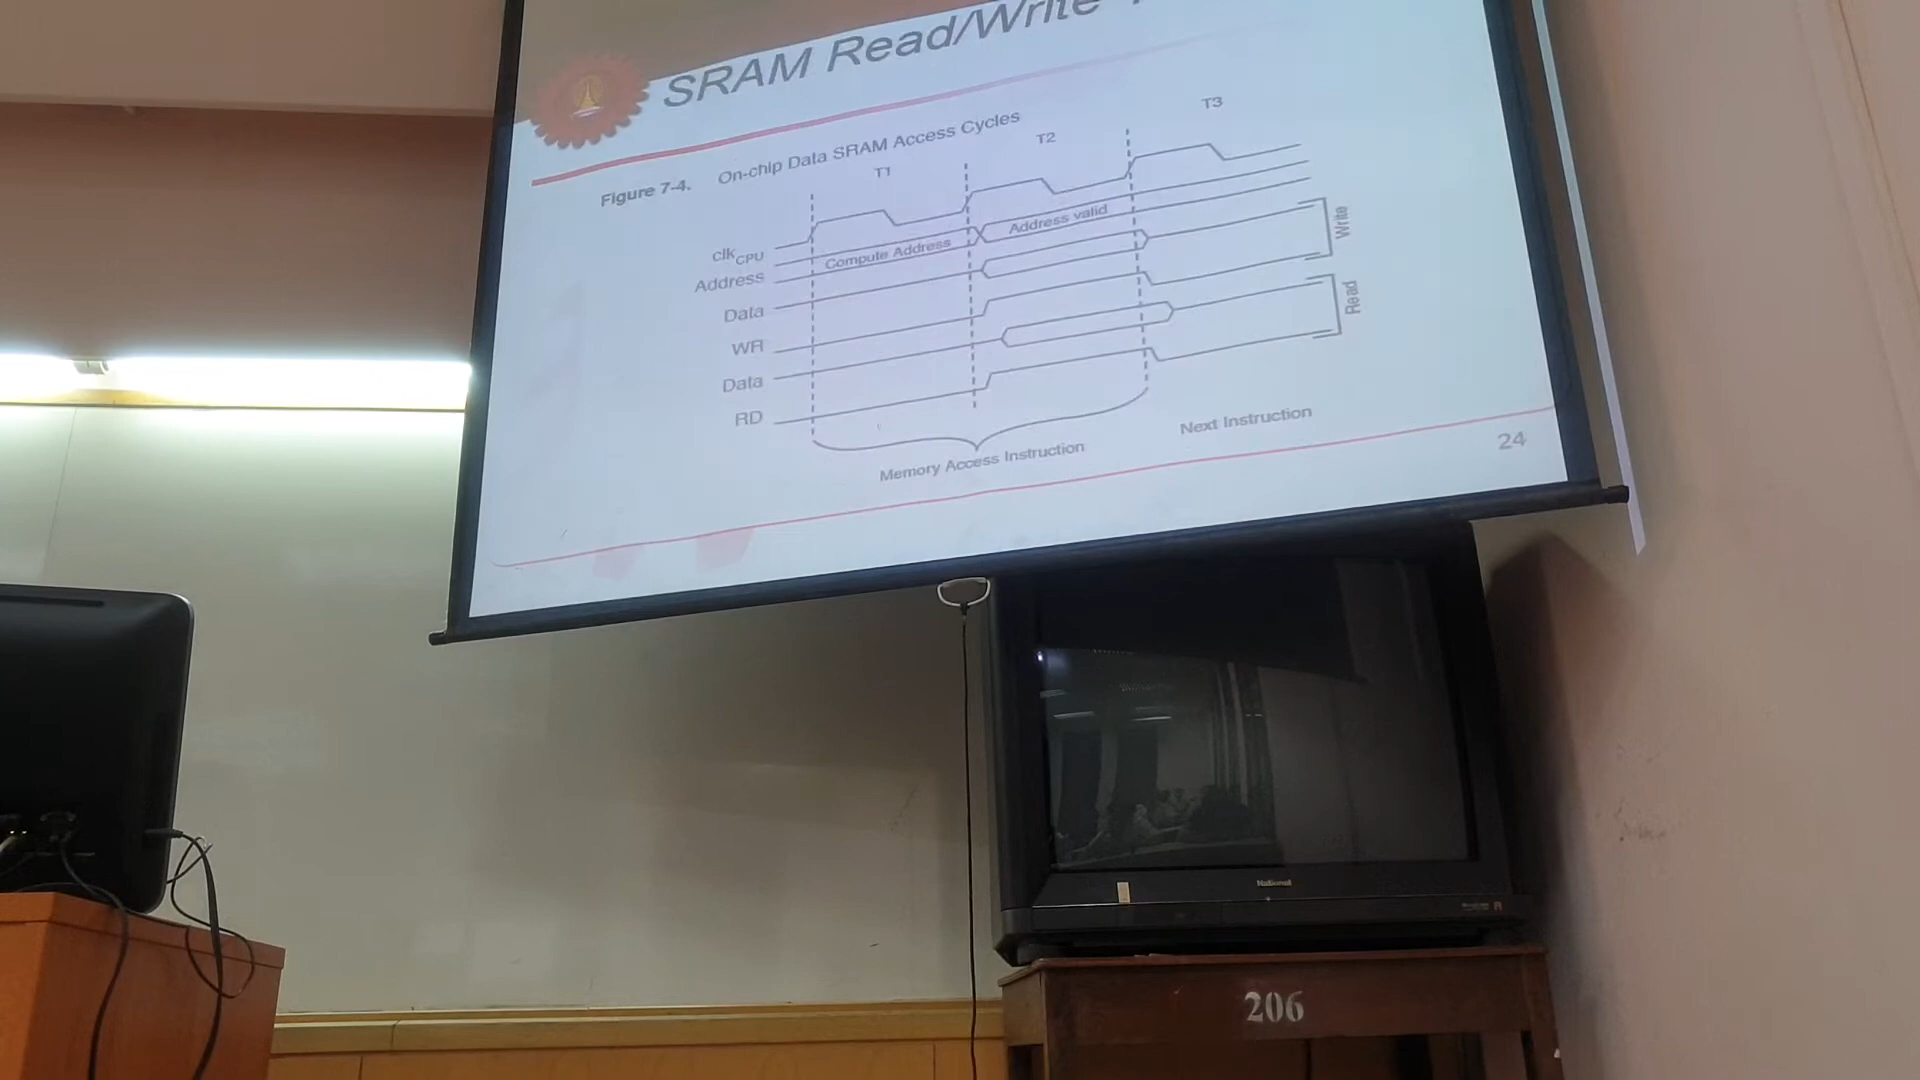 SRAM Read/Write
Figure 7-4. On-chip Data SRAM Access Cycles
T1 T2 T3
clkCPU
Address
Compute Address
Address valid
Data
WR
Data
RD
Write
Read
Memory Access Instruction
Next Instruction
24
National
206